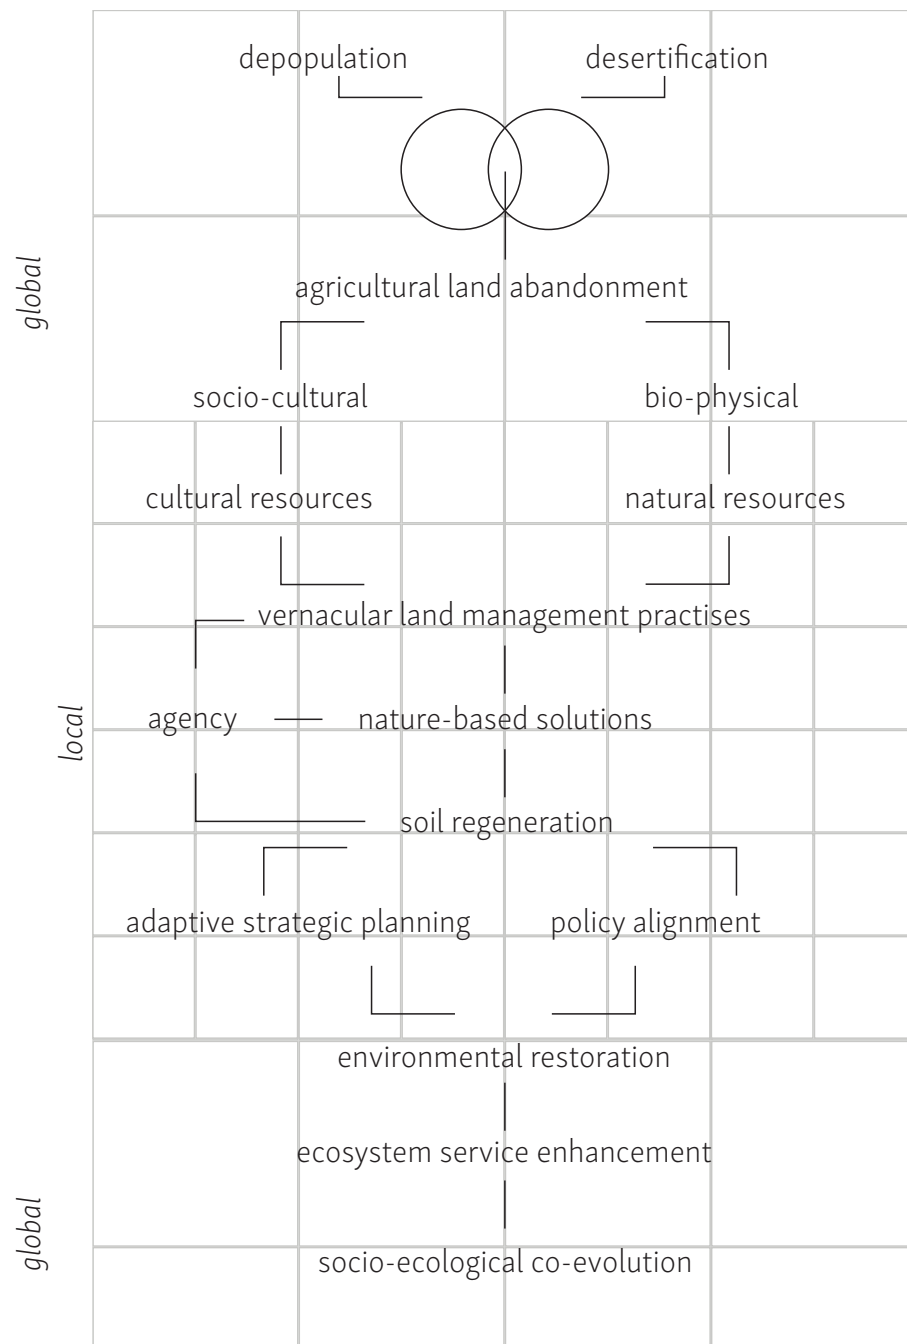 depopulation
desertification
global
agricultural land abandonment
socio-cultural
bio-physical
cultural resources
natural resources
vernacular land management practises
local
agency
nature-based solutions
soil regeneration
adaptive strategic planning
policy alignment
environmental restoration
ecosystem service enhancement
global
socio-ecological co-evolution